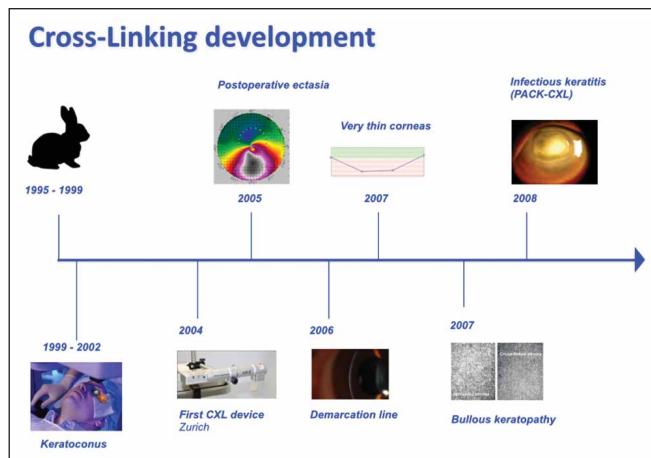 Cross-Linking development
Postoperative ectasia
Infectious keratitis
(PACK-CXL)
Very thin corneas
1995 - 1999
2005
2007
2008
1999 - 2002
2004
2006
2007
Keratoconus
First CXL device
Zurich
Demarcation line
Bullous keratopathy